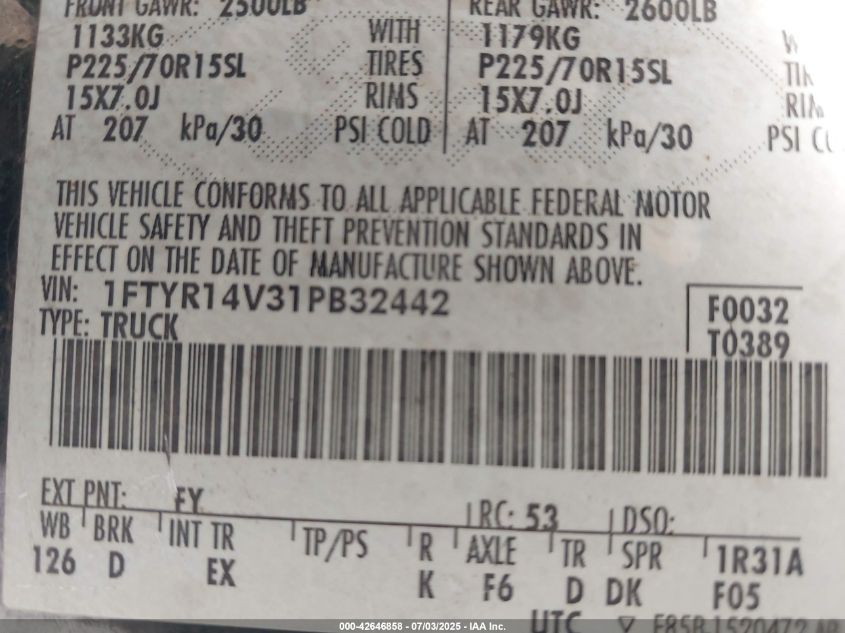 FRONT GAWR: 2500LB REAR GAWR: 2600LB
1133KG WITH 1179KG
P225/70R15SL TIRES P225/70R15SL
15X7.0J RIMS 15X7.0J
AT 207 kPa/30 PSI COLD AT 207 kPa/30 PSI
THIS VEHICLE CONFORMS TO ALL APPLICABLE FEDERAL MOTOR
VEHICLE SAFETY AND THEFT PREVENTION STANDARDS IN
EFFECT ON THE DATE OF MANUFACTURE SHOWN ABOVE.
VIN: 1FTYR14V31PB32442 F0032
TYPE: TRUCK T0389
EXT PNT: FY RC: 53 DSO:
WB BRK INT TR TP/PS R AXLE TR SPR 1R31A
126 D EX K F6 D DK F05
UTC
000-42646858 - 07/03/2025 - IAA Inc.